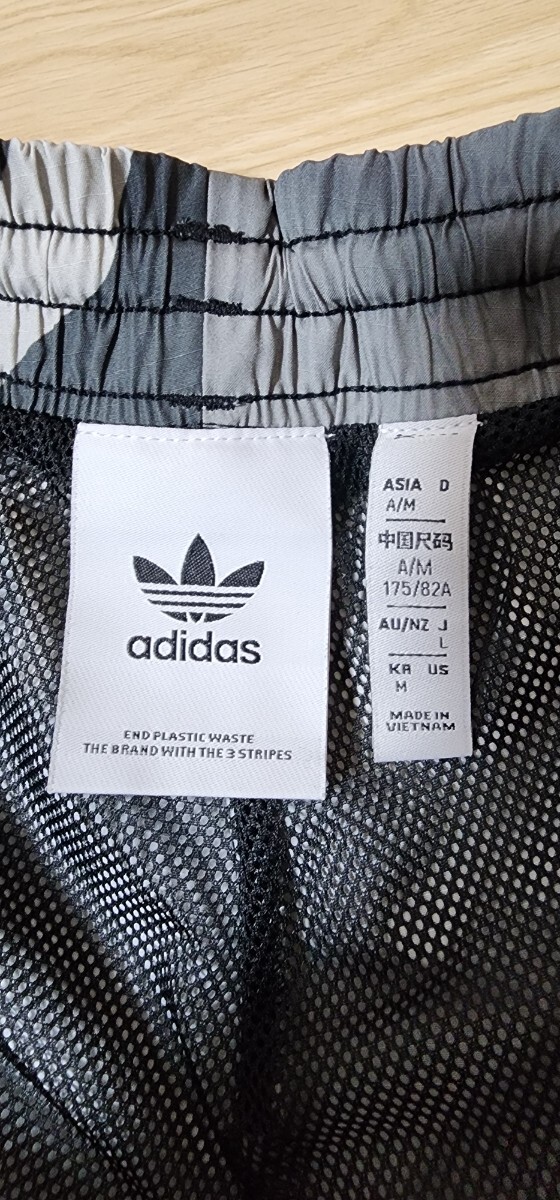 adidas
END PLASTIC WASTE
THE BRAND WITH THE 3 STRIPES
ASIA D
A/M
中国尺码
A/M
175/82A
AU/NZ J
L
KR US
M
MADE IN
VIETNAM